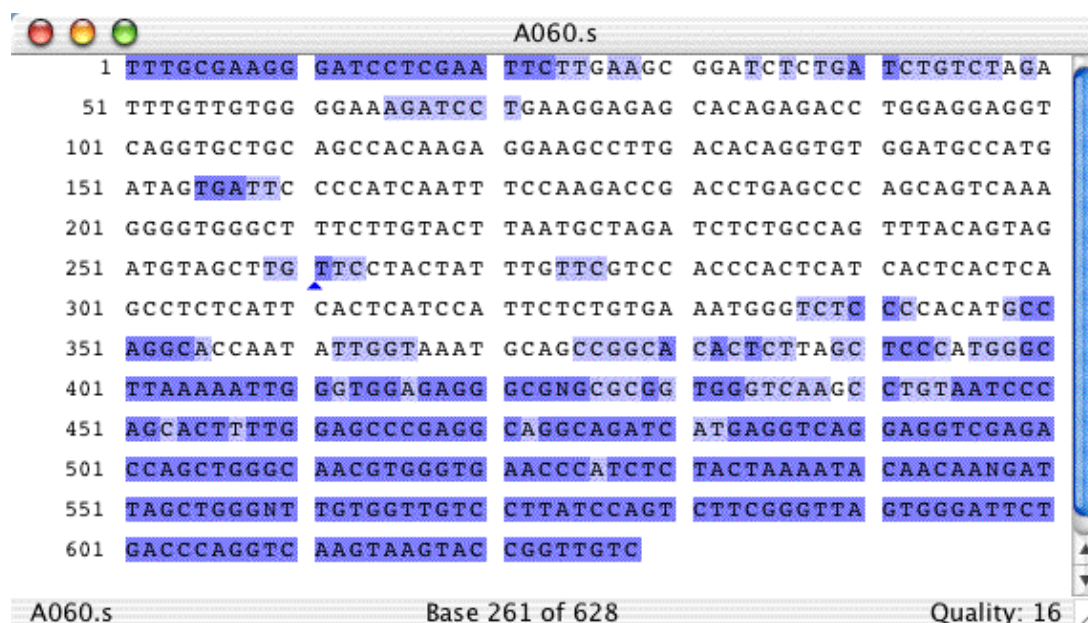 A060.s
1 TTTGCGAAGG GATCCTCGAA TTCTTGAAGC GGATCTCTGA TCTGTCTAGA
51 TTTGTTGTGG GGAAAGATCC TGAAGGAGAG CACAGAGACC TGGAGGAGGT
101 CAGGTGCTGC AGCCACAAGA GGAAGCCTTG ACACAGGTGT GGATGCCATG
151 ATAGTGATTC CCCATCAATT TCCAAGACCG ACCTGAGCCC AGCAGTCAAA
201 GGGGTGGGCT TTCTTGTACT TAATGCTAGA TCTCTGCCAG TTTACAGTAG
251 ATGTAGCTTG TTTCCTACTAT TTGTTCGTCC ACCCACTCAT CACTCACTCA
301 GCCTCTCATT CACTCATCCA TTCTCTGTGA AATGGGTCTC CCCCACATGCC
351 AGGCACCAAT ATTGGTAAAT GCAGCCGGCA CACTCTTAGC TCCCATGGGC
401 TTAAAAATTG GGTGGAGAGG GCGNGCGCGG TGGGTCAAGC CTGTAATCCC
451 AGCACTTTTG GAGCCCGAGG CAGGCAGATC ATGAGGTCAG GAGGTCGAGA
501 CCAGCTGGGC AACGTGGGTG AACCCATCTC TACTAAAATA CAACAANGAT
551 TAGCTGGGNT TGTGGTTGTC CTTATCCAGT CTTCGGGTTA GTGGGATTCT
601 GACCCAGGTC AAGTAAGTAC CGGTTGTC
A060.s Base 261 of 628 Quality: 16